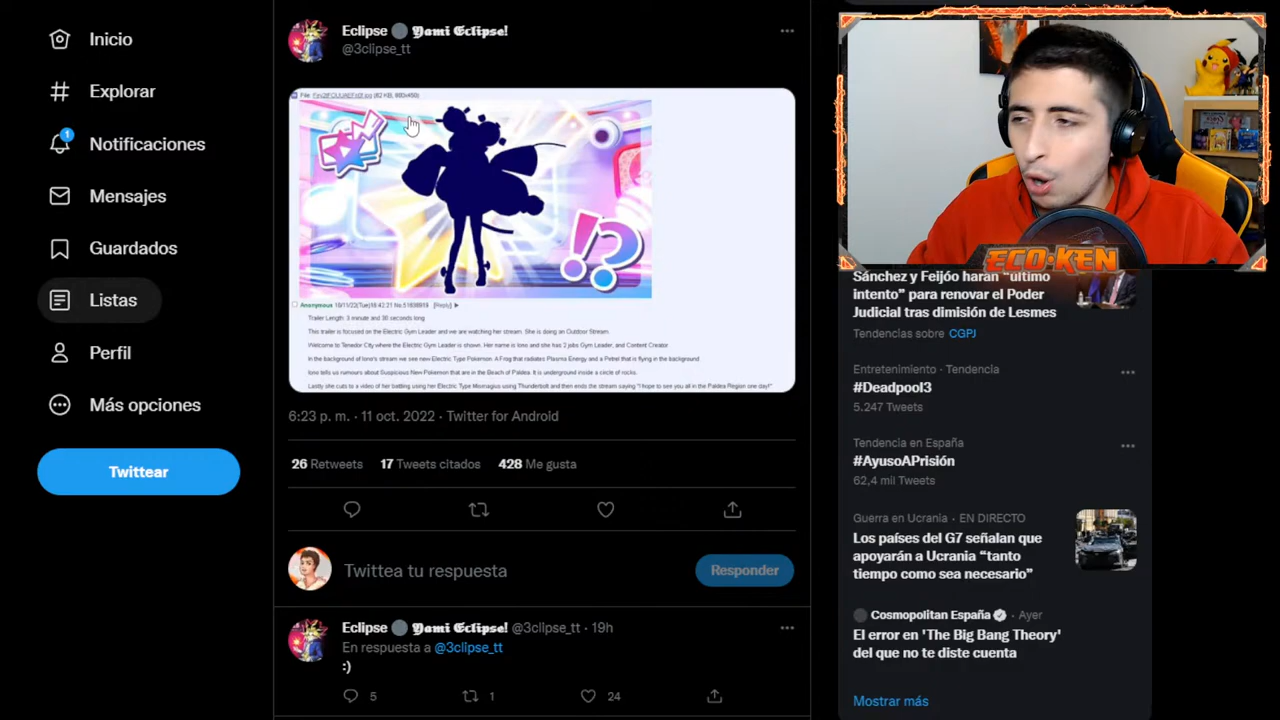 Inicio
Explorar
1
Notificaciones
Mensajes
Guardados
Listas
Perfil
Más opciones
Twittear
Eclipse 𝕯𝖆𝖒𝖎 𝕰𝖈𝖑𝖎𝖕𝖘𝖊!
@3clipse_tt
!?
Trailer Length: 3 minute and 30 seconds long
This trailer is focused on the Electric Gym Leader and we are watching her stream. She is doing an Outdoor Stream.
Welcome to Tenedor City where the Electric Gym Leader is shown. Her name is Iono and she has 2 jobs Gym Leader, and Content Creator
In the background of Iono's stream we see new Electric Type Pokemon. A Frog that radiates Plasma Energy and a Petrel that is flying in the background
Iono tells us rumours about Suspicious New Pokemon that are in the Beach of Paldea. It is underground inside a circle of rocks.
Lastly she cuts to a video of her battling using her Electric Type Mismagius using Thunderbolt and then ends the stream saying "I hope to see you all in the Paldea Region one day!"
6:23 p. m. · 11 oct. 2022 · Twitter for Android
26 Retweets 17 Tweets citados 428 Me gusta
Twittea tu respuesta
Responder
Eclipse 𝕯𝖆𝖒𝖎 𝕰𝖈𝖑𝖎𝖕𝖘𝖊! @3clipse_tt · 19h
En respuesta a @3clipse_tt
:)
5 1 24
ECO·KEN
Sánchez y Feijóo harán "último
intento" para renovar el Poder
Judicial tras dimisión de Lesmes
Tendencias sobre CGPJ
Entretenimiento · Tendencia
#Deadpool3
5.247 Tweets
Tendencia en España
#AyusoAPrisión
62,4 mil Tweets
Guerra en Ucrania · EN DIRECTO
Los países del G7 señalan que
apoyarán a Ucrania "tanto
tiempo como sea necesario"
Cosmopolitan España · Ayer
El error en 'The Big Bang Theory'
del que no te diste cuenta
Mostrar más